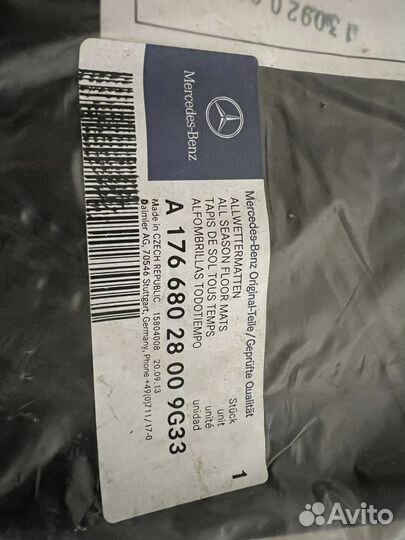 Mercedes-Benz
Mercedes-Benz Original-Teile/Geprüfte Qualität
ALLWETTERMATTEN
ALL SEASON FLOOR MATS
TAPIS DE SOL TOUS TEMPS
ALFOMBRILLAS TODOTIEMPO
Stück
unit
unité
unidad
1
A 176 680 28 00 9G33
Made in CZECH REPUBLIC 15804008 20.09.13
Daimler AG, 70546 Stuttgart, Germany, Phone +49(0)711/17-0
Avito